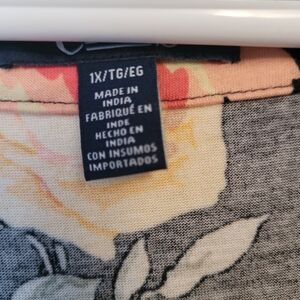 1X/TG/EG
MADE IN
INDIA
FABRIQUÉ EN
INDE
HECHO EN
INDIA
CON INSUMOS
IMPORTADOS